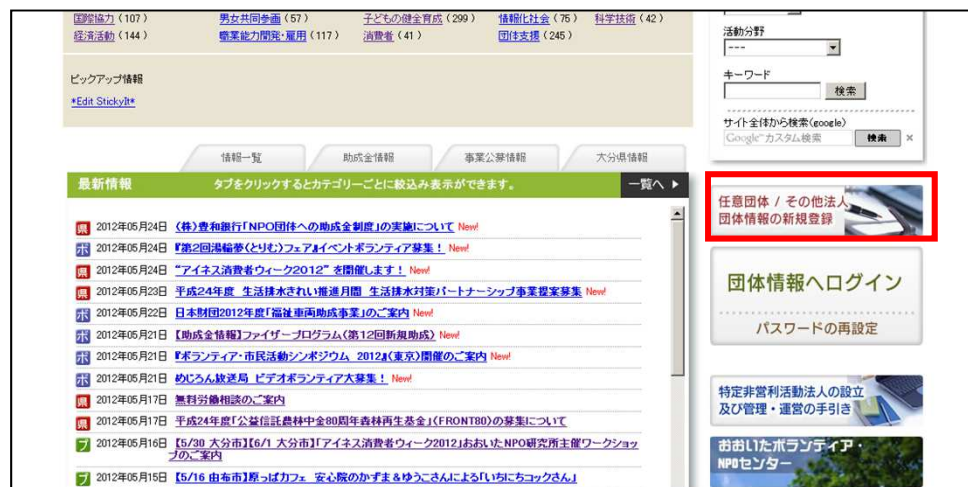 国際協力(107) 男女共同参画(57) 子どもの健全育成(299) 情報化社会(75) 科学技術(42)
経済活動(144) 職業能力開発・雇用(117) 消費者(41) 団体支援(245)
ピックアップ情報
*Edit StickyIt*
情報一覧 助成金情報 事業公募情報 大分県情報
最新情報 タブをクリックするとカテゴリーごとに絞込み表示ができます。 一覧へ ▶
県 2012年05月24日 (株)豊和銀行「NPO団体への助成金制度」の実施について New!
ボ 2012年05月24日 『第2回湯輪夢(とりむ)フェア』イベントボランティア募集! New!
県 2012年05月24日 “アイネス消費者ウィーク2012”を開催します! New!
県 2012年05月23日 平成24年度 生活排水きれい推進月間 生活排水対策パートナーシップ事業提案募集 New!
ボ 2012年05月22日 日本財団2012年度「福祉車両助成事業」のご案内 New!
ボ 2012年05月21日 【助成金情報】ファイザープログラム(第12回新規助成) New!
ボ 2012年05月21日 『ボランティア・市民活動シンポジウム 2012』(東京)開催のご案内 New!
ボ 2012年05月21日 めじろん放送局 ビデオボランティア大募集! New!
県 2012年05月17日 無料労働相談のご案内
県 2012年05月17日 平成24年度「公益信託農林中金80周年森林再生基金」(FRONT80)の募集について
プ 2012年05月16日 【5/30 大分市】【6/1 大分市】「アイネス消費者ウィーク2012」おおいたNPO研究所主催ワークショップのご案内
プ 2012年05月15日 【5/16 由布市】原っぱカフェ 安心院のかずま&ゆうこさんによる「いちにちコックさん」
活動分野
---
キーワード
検索
サイト全体から検索(google)
Google™カスタム検索 検索 ×
任意団体 / その他法人
団体情報の新規登録
団体情報へログイン
パスワードの再設定
特定非営利活動法人の設立
及び管理・運営の手引き
おおいたボランティア・
NPOセンター